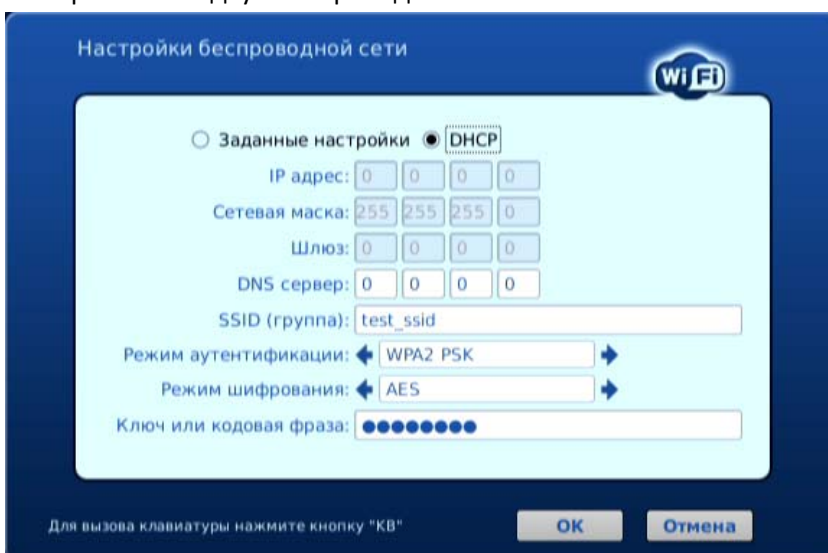 Настройки беспроводной сети
Wi Fi
Заданные настройки DHCP
IP адрес: 0 0 0 0
Сетевая маска: 255 255 255 0
Шлюз: 0 0 0 0
DNS сервер: 0 0 0 0
SSID (группа): test_ssid
Режим аутентификации: WPA2 PSK
Режим шифрования: AES
Ключ или кодовая фраза: ●●●●●●●●
Для вызова клавиатуры нажмите кнопку "KB" OK Отмена